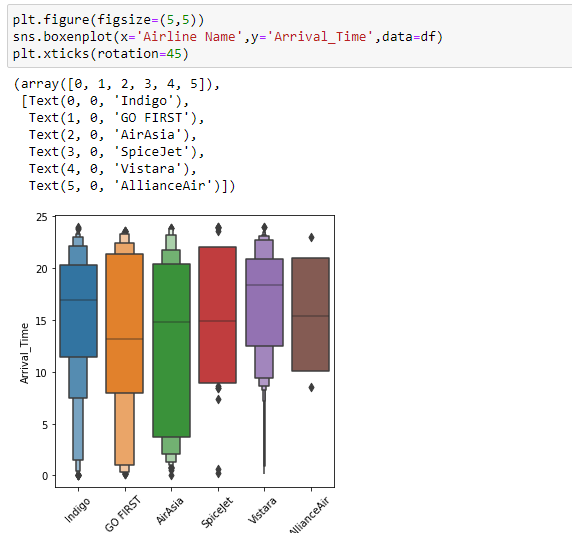 plt.figure(figsize=(5,5))
sns.boxenplot(x='Airline Name',y='Arrival_Time',data=df)
plt.xticks(rotation=45)
(array([0, 1, 2, 3, 4, 5]),
[Text(0, 0, 'Indigo'),
Text(1, 0, 'GO FIRST'),
Text(2, 0, 'AirAsia'),
Text(3, 0, 'SpiceJet'),
Text(4, 0, 'Vistara'),
Text(5, 0, 'AllianceAir')])
25
20
15
10
5
0
Arrival_Time
Indigo
GO FIRST
AirAsia
SpiceJet
Vistara
AllianceAir